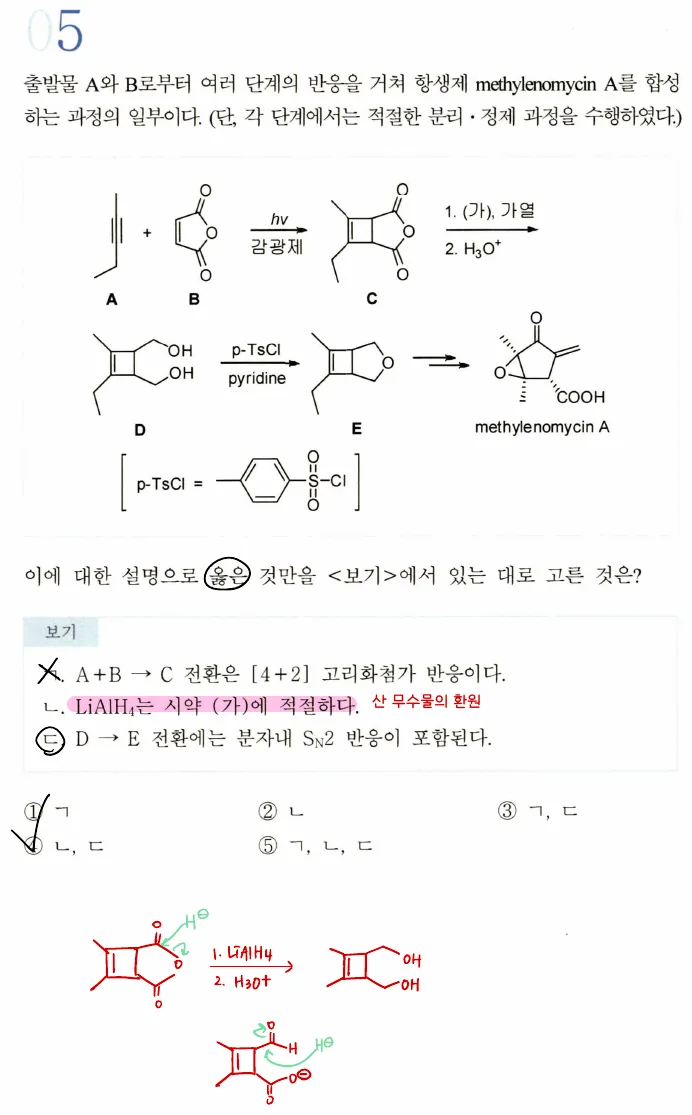 05
출발물 A와 B로부터 여러 단계의 반응을 거쳐 항생제 methylenomycin A를 합성
하는 과정의 일부이다. (단, 각 단계에서는 적절한 분리・정제 과정을 수행하였다.)
A
+
B
hν
감광제
C
1. (가), 가열
2. H₃O⁺
D
p-TsCl
pyridine
E
methylenomycin A
p-TsCl =
이에 대한 설명으로 옳은 것만을 <보기>에서 있는 대로 고른 것은?
보기
ㄱ. A+B → C 전환은 [4+2] 고리화첨가 반응이다.
ㄴ. LiAlH₄는 시약 (가)에 적절하다. 산 무수물의 환원
ㄷ. D → E 전환에는 분자내 Sɴ2 반응이 포함된다.
① ㄱ ② ㄴ ③ ㄱ, ㄷ
④ ㄴ, ㄷ ⑤ ㄱ, ㄴ, ㄷ
H⊖
1. LiAlH4
2. H3O+
OH
OH
H⊖